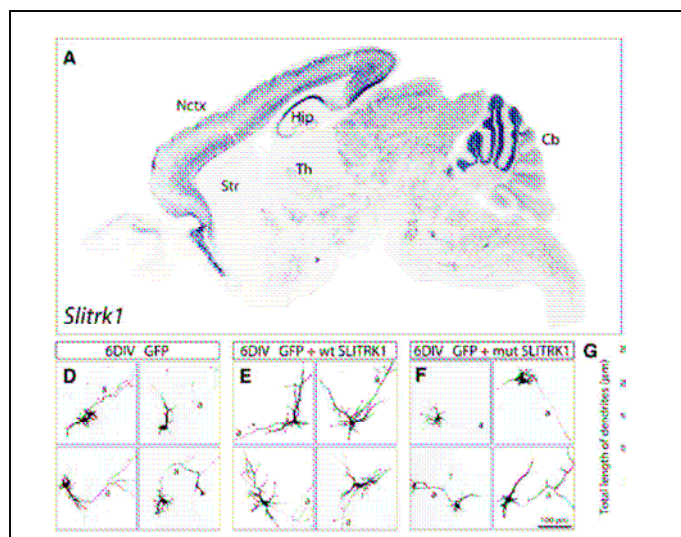 A
Nctx
Hip
Cb
Th
Str
Slitrk1
6DIV GFP
6DIV GFP + wt SLITRK1
6DIV GFP + mut SLITRK1
G
D
E
F
a
a
a
a
a
a
a
a
a
a
a
a
100 µm
Total length of dendrites (µm)